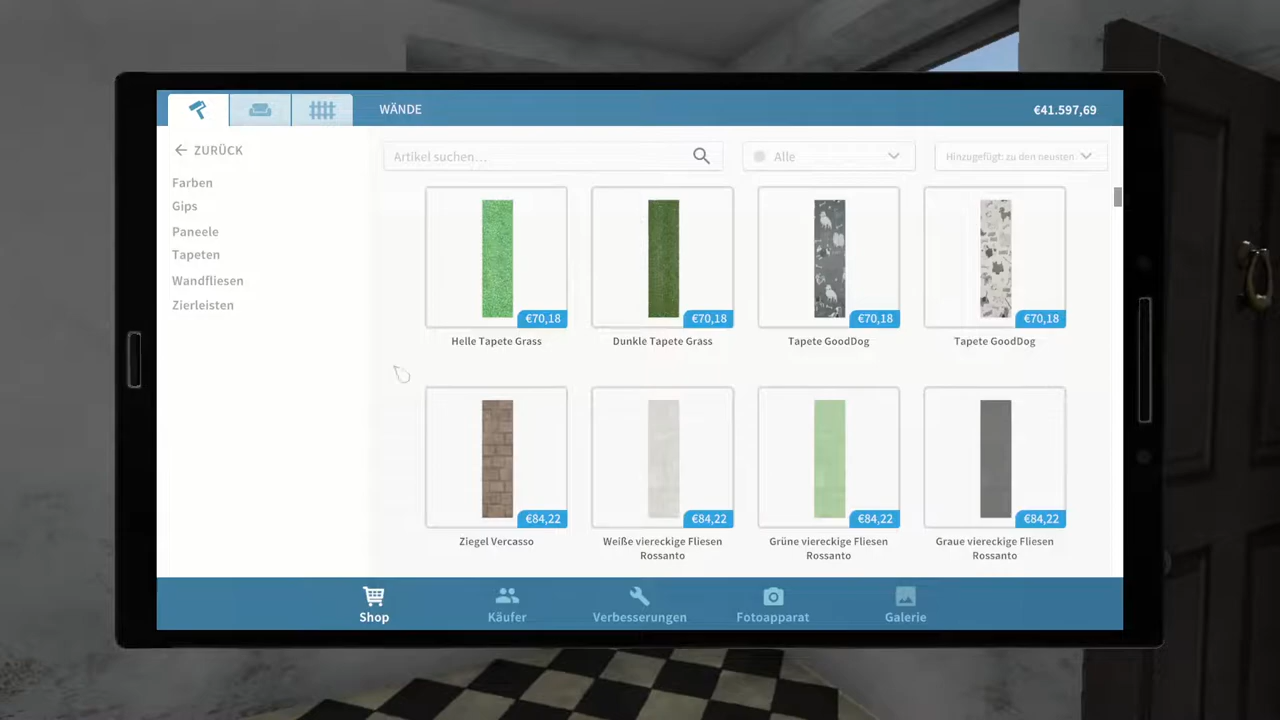 WÄNDE
€41.597,69
ZURÜCK
Artikel suchen...
Alle
Hinzugefügt: zu den neusten
Farben
Gips
Paneele
Tapeten
Wandfliesen
Zierleisten
€70,18
€70,18
€70,18
€70,18
Helle Tapete Grass
Dunkle Tapete Grass
Tapete GoodDog
Tapete GoodDog
€84,22
€84,22
€84,22
€84,22
Ziegel Vercasso
Weiße viereckige Fliesen
Rossanto
Grüne viereckige Fliesen
Rossanto
Graue viereckige Fliesen
Rossanto
Shop
Käufer
Verbesserungen
Fotoapparat
Galerie